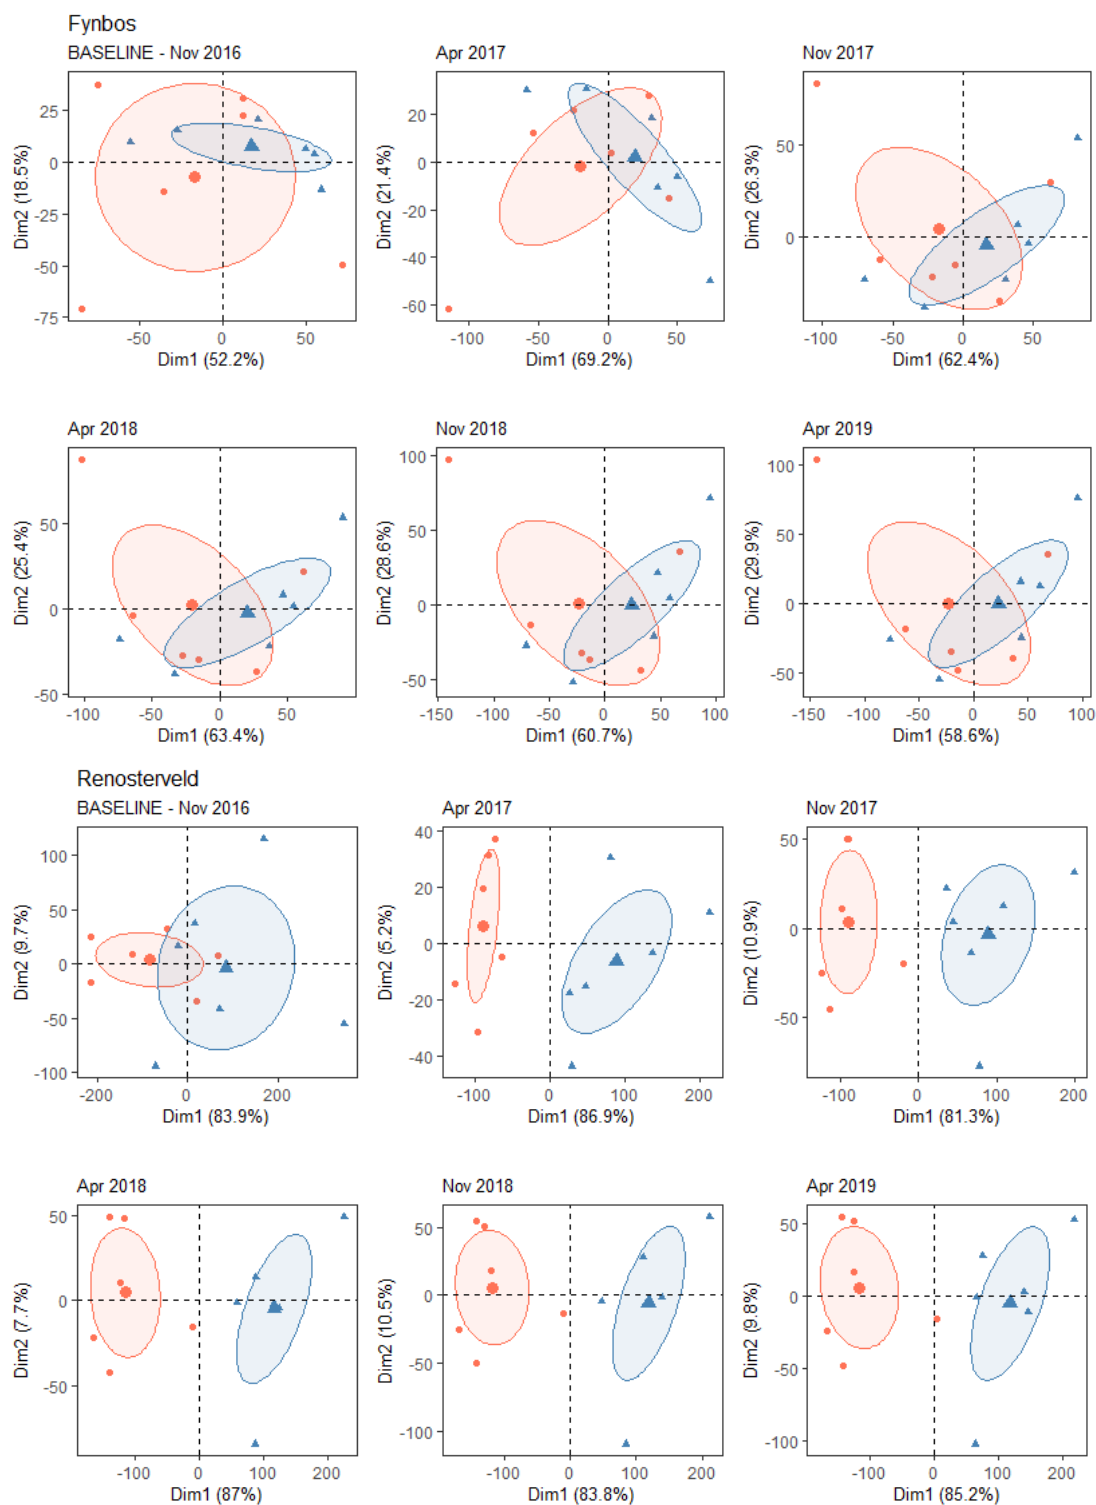 Fynbos
BASELINE - Nov 2016
Apr 2017
Nov 2017
Dim2 (18.5%)
25
0
-25
-50
-75
-50
0
50
Dim1 (52.2%)
Dim2 (21.4%)
20
0
-20
-40
-60
-100
-50
0
50
Dim1 (69.2%)
Dim2 (26.3%)
50
0
-100
-50
0
50
Dim1 (62.4%)
Apr 2018
Nov 2018
Apr 2019
Dim2 (25.4%)
50
0
-50
-100
-50
0
50
Dim1 (63.4%)
Dim2 (28.6%)
100
50
0
-50
-150
-100
-50
0
50
100
Dim1 (60.7%)
Dim2 (29.9%)
100
50
0
-50
-150
-100
-50
0
50
100
Dim1 (58.6%)
Renosterveld
BASELINE - Nov 2016
Apr 2017
Nov 2017
Dim2 (9.7%)
100
50
0
-50
-100
-200
0
200
Dim1 (83.9%)
Dim2 (5.2%)
40
20
0
-20
-40
-100
0
100
200
Dim1 (86.9%)
Dim2 (10.9%)
50
0
-50
-100
0
100
200
Dim1 (81.3%)
Apr 2018
Nov 2018
Apr 2019
Dim2 (7.7%)
50
0
-50
-100
0
100
200
Dim1 (87%)
Dim2 (10.5%)
50
0
-50
-100
-100
0
100
200
Dim1 (83.8%)
Dim2 (9.8%)
50
0
-50
-100
-100
0
100
200
Dim1 (85.2%)